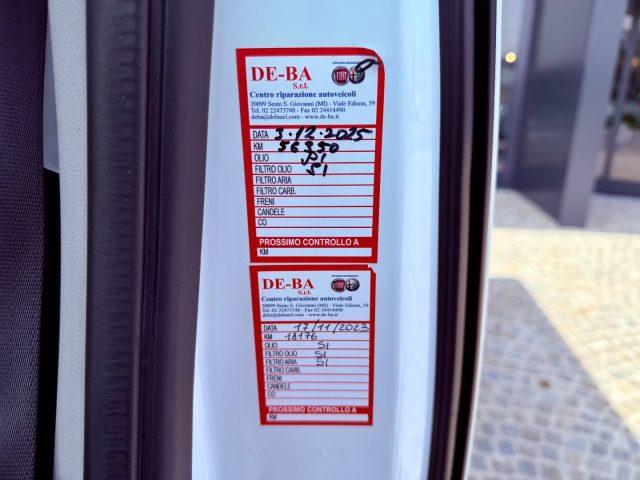 DE-BA
S.r.l.
FIAT
Centro riparazione autoveicoli
20099 Sesto S. Giovanni (MI) - Viale Edison, 59
Tel. 02 22473748 - Fax 02 24414490
deba@debasrl.com - www.de-ba.it
DATA 3-12-2025
KM 56350
OLIO SI
FILTRO OLIO SI
FILTRO ARIA
FILTRO CARB.
FRENI
CANDELE
CO
PROSSIMO CONTROLLO A
KM
DE-BA
S.r.l.
Centro riparazione autoveicoli
20099 Sesto S. Giovanni (MI) - Viale Edison, 59
Tel. 02 22473748 - Fax 02 24414490
deba@debasrl.com - www.de-ba.it
DATA 17/11/2023
KM 18176
OLIO SI
FILTRO OLIO SI
FILTRO ARIA SI
FILTRO CARB.
FRENI
CANDELE
CO
PROSSIMO CONTROLLO A
KM